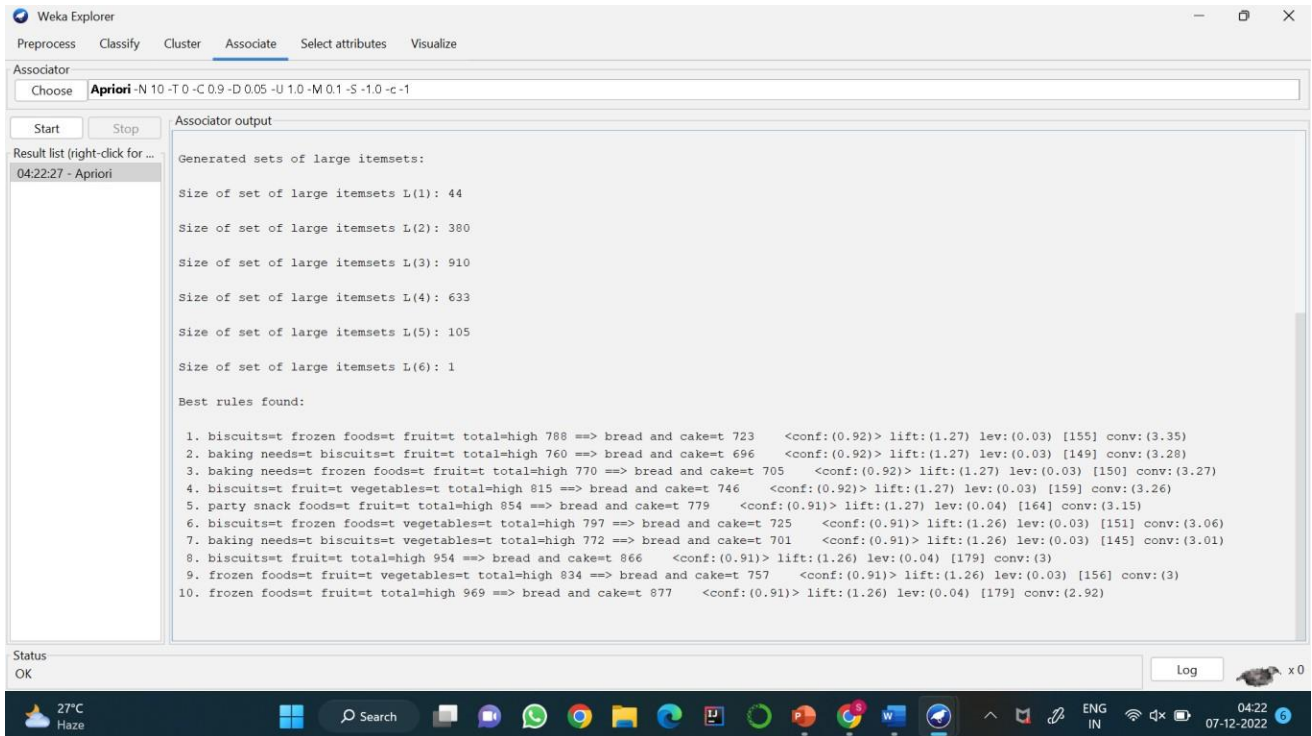 Weka Explorer
Preprocess Classify Cluster Associate Select attributes Visualize
Associator
Choose Apriori -N 10 -T 0 -C 0.9 -D 0.05 -U 1.0 -M 0.1 -S -1.0 -c -1
Start Stop
Result list (right-click for ...
04:22:27 - Apriori
Associator output
Generated sets of large itemsets:
Size of set of large itemsets L(1): 44
Size of set of large itemsets L(2): 380
Size of set of large itemsets L(3): 910
Size of set of large itemsets L(4): 633
Size of set of large itemsets L(5): 105
Size of set of large itemsets L(6): 1
Best rules found:
1. biscuits=t frozen foods=t fruit=t total=high 788 ==> bread and cake=t 723 <conf:(0.92)> lift:(1.27) lev:(0.03) [155] conv:(3.35)
2. baking needs=t biscuits=t fruit=t total=high 760 ==> bread and cake=t 696 <conf:(0.92)> lift:(1.27) lev:(0.03) [149] conv:(3.28)
3. baking needs=t frozen foods=t fruit=t total=high 770 ==> bread and cake=t 705 <conf:(0.92)> lift:(1.27) lev:(0.03) [150] conv:(3.27)
4. biscuits=t fruit=t vegetables=t total=high 815 ==> bread and cake=t 746 <conf:(0.92)> lift:(1.27) lev:(0.03) [159] conv:(3.26)
5. party snack foods=t fruit=t total=high 854 ==> bread and cake=t 779 <conf:(0.91)> lift:(1.27) lev:(0.04) [164] conv:(3.15)
6. biscuits=t frozen foods=t vegetables=t total=high 797 ==> bread and cake=t 725 <conf:(0.91)> lift:(1.26) lev:(0.03) [151] conv:(3.06)
7. baking needs=t biscuits=t vegetables=t total=high 772 ==> bread and cake=t 701 <conf:(0.91)> lift:(1.26) lev:(0.03) [145] conv:(3.01)
8. biscuits=t fruit=t total=high 954 ==> bread and cake=t 866 <conf:(0.91)> lift:(1.26) lev:(0.04) [179] conv:(3)
9. frozen foods=t fruit=t vegetables=t total=high 834 ==> bread and cake=t 757 <conf:(0.91)> lift:(1.26) lev:(0.03) [156] conv:(3)
10. frozen foods=t fruit=t total=high 969 ==> bread and cake=t 877 <conf:(0.91)> lift:(1.26) lev:(0.04) [179] conv:(2.92)
Status
OK
Log x 0
27°C
Haze
Search
ENG
IN
04:22
07-12-2022
6